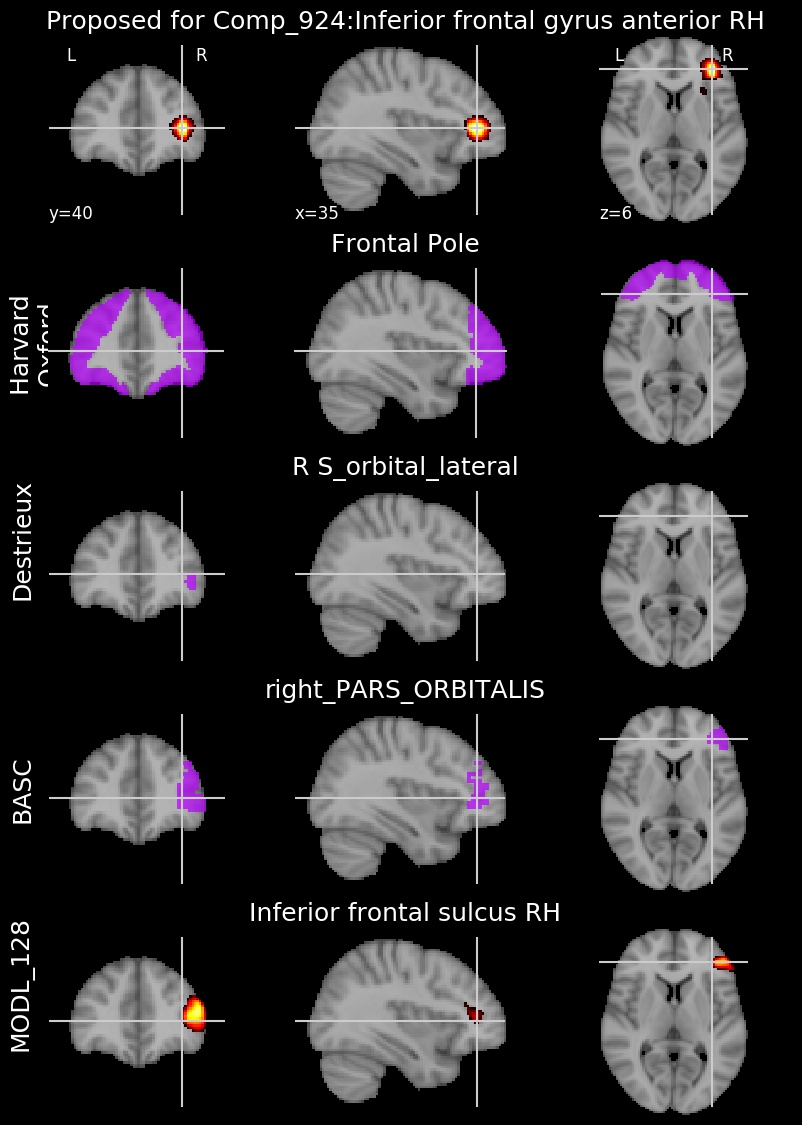 Proposed for Comp_924:Inferior frontal gyrus anterior RH
L R
L R
y=40
x=35
z=6
Frontal Pole
Harvard
Oxford
R S_orbital_lateral
Destrieux
right_PARS_ORBITALIS
BASC
Inferior frontal sulcus RH
MODL_128